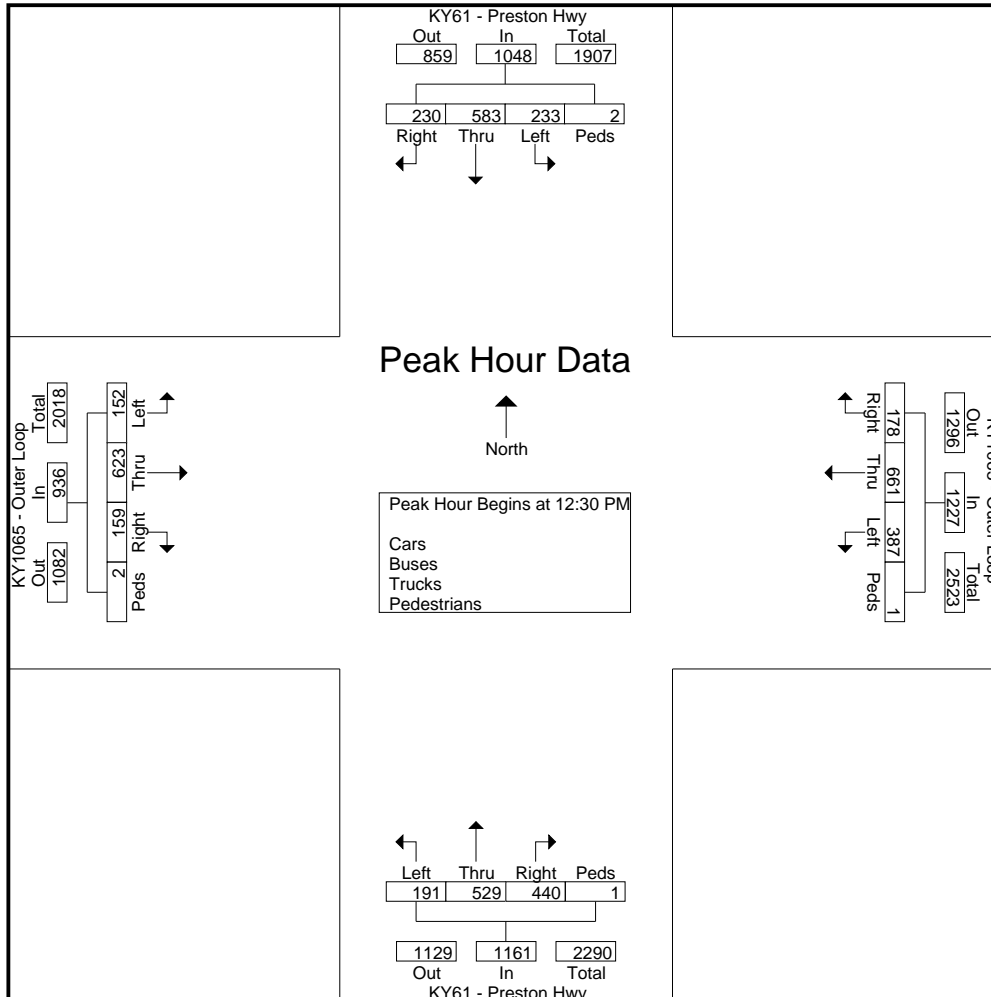 KY61 - Preston Hwy
Out In Total
859 1048 1907
230 583 233 2
Right Thru Left Peds
Peak Hour Data
North
Peak Hour Begins at 12:30 PM
Cars
Buses
Trucks
Pedestrians
KY1065 - Outer Loop
Out In Total
1082 936 2018
152 623 159 2
Left Thru Right Peds
Out In Total
1296 1227 2523
178 661 387 1
Right Thru Left Peds
Left Thru Right Peds
191 529 440 1
1129 1161 2290
Out In Total
KY61 - Preston Hwy